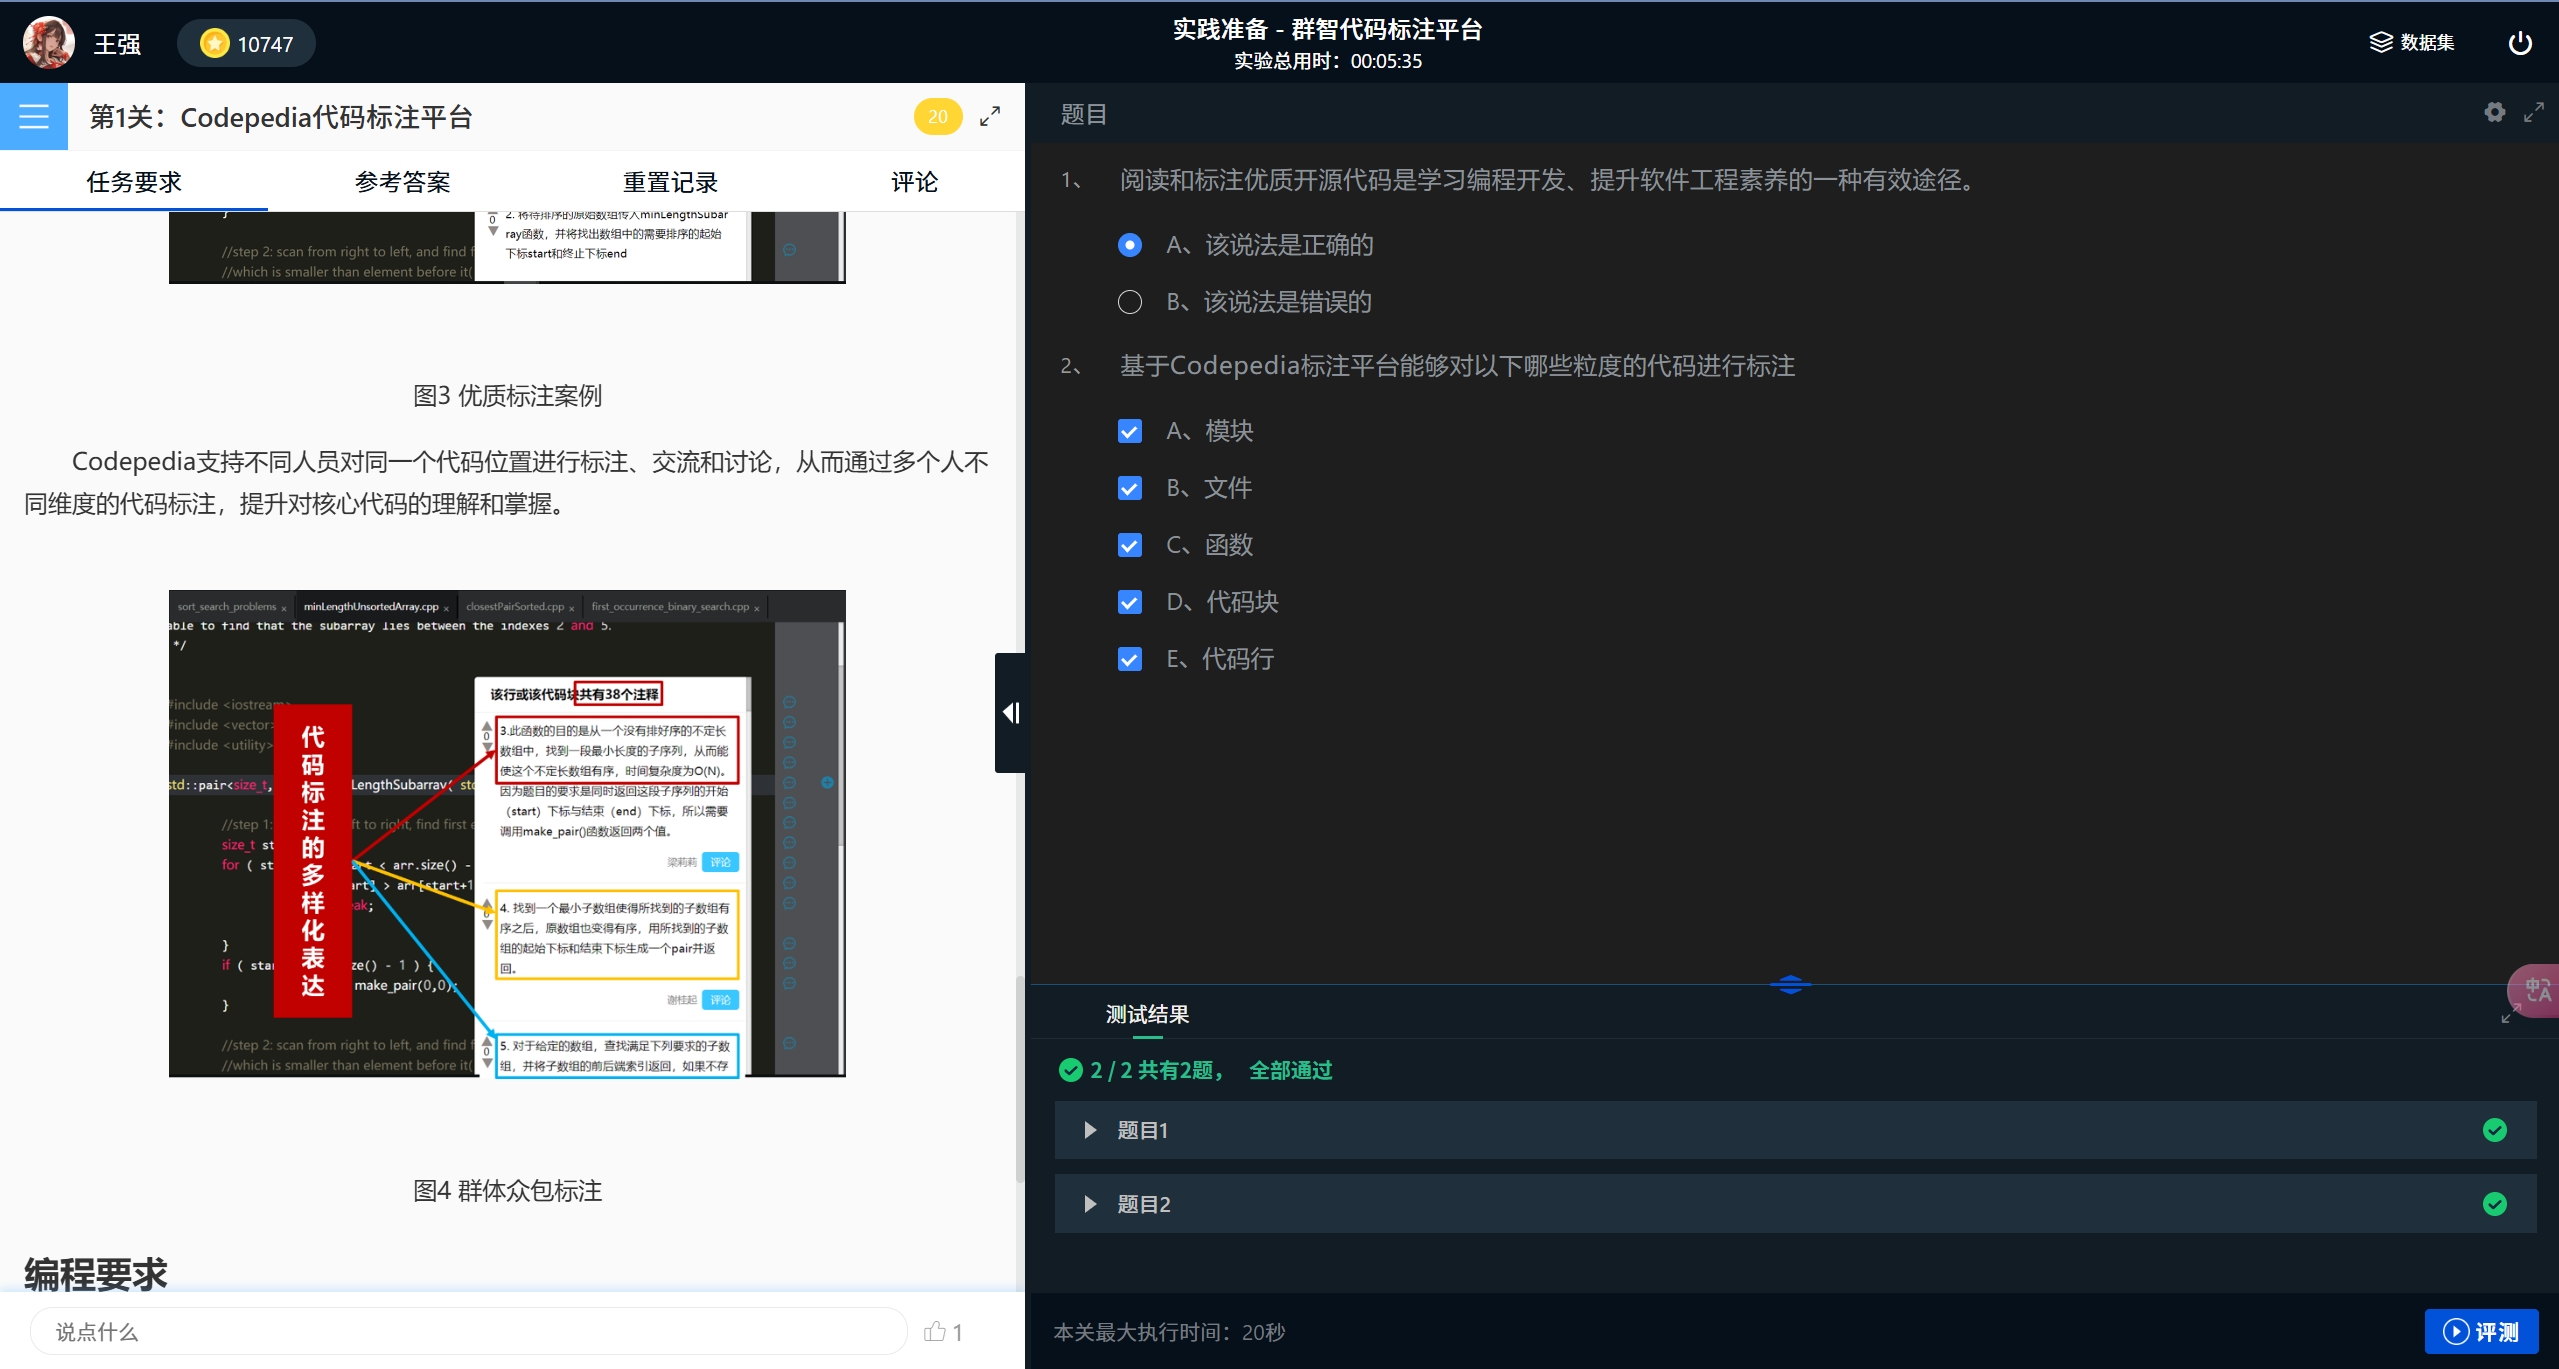 王强
10747
实践准备 - 群智代码标注平台
实验总用时：00:05:35
数据集
第1关：Codepedia代码标注平台
20
任务要求
参考答案
重置记录
评论
}
//step 2: scan from right to left, and find f
//which is smaller than element before it(
0
2. 将待排序的原始数组传入minLengthSubar
ray函数，并将找出数组中的需要排序的起始
下标start和终止下标end
图3 优质标注案例
Codepedia支持不同人员对同一个代码位置进行标注、交流和讨论，从而通过多个人不
同维度的代码标注，提升对核心代码的理解和掌握。
sort_search_problems ×
minLengthUnsortedArray.cpp ×
closestPairSorted.cpp ×
first_occurrence_binary_search.cpp ×
able to find that the subarray lies between the indexes 2 and 5.
*/
#include <iostream>
#include <vector>
#include <utility>
std::pair<size_t,
LengthSubarray( std
//step 1:
ft to right, find first e
size_t st
for ( st
rt < arr.size() -
art] > arr[start+1
ak;
}
if ( star
ze() - 1 ) {
make_pair(0,0);
}
//step 2: scan from right to left, and find f
//which is smaller than element before it(
代码标注的多样化表达
该行或该代码块共有38个注释
0
3.此函数的目的是从一个没有排好序的不定长
数组中，找到一段最小长度的子序列，从而能
使这个不定长数组有序，时间复杂度为O(N)。
因为题目的要求是同时返回这段子序列的开始
（start）下标与结束（end）下标，所以需要
调用make_pair()函数返回两个值。
梁莉莉 评论
0
4. 找到一个最小子数组使得所找到的子数组有
序之后，原数组也变得有序，用所找到的子数
组的起始下标和结束下标生成一个pair并返
回。
谢桂起 评论
0
5. 对于给定的数组，查找满足下列要求的子数
组，并将子数组的前后端索引返回，如果不存
图4 群体众包标注
编程要求
说点什么
1
题目
1、 阅读和标注优质开源代码是学习编程开发、提升软件工程素养的一种有效途径。
A、该说法是正确的
B、该说法是错误的
2、 基于Codepedia标注平台能够对以下哪些粒度的代码进行标注
A、模块
B、文件
C、函数
D、代码块
E、代码行
中A
测试结果
2 / 2 共有2题， 全部通过
题目1
题目2
本关最大执行时间：20秒
评测